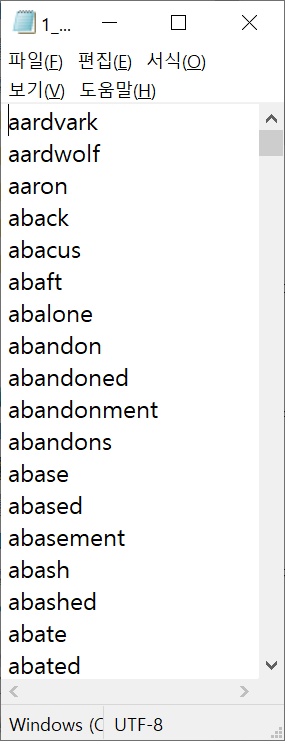 1_...
파일(F) 편집(E) 서식(O)
보기(V) 도움말(H)
aardvark
aardwolf
aaron
aback
abacus
abaft
abalone
abandon
abandoned
abandonment
abandons
abase
abased
abasement
abash
abashed
abate
abated
Windows (C UTF-8